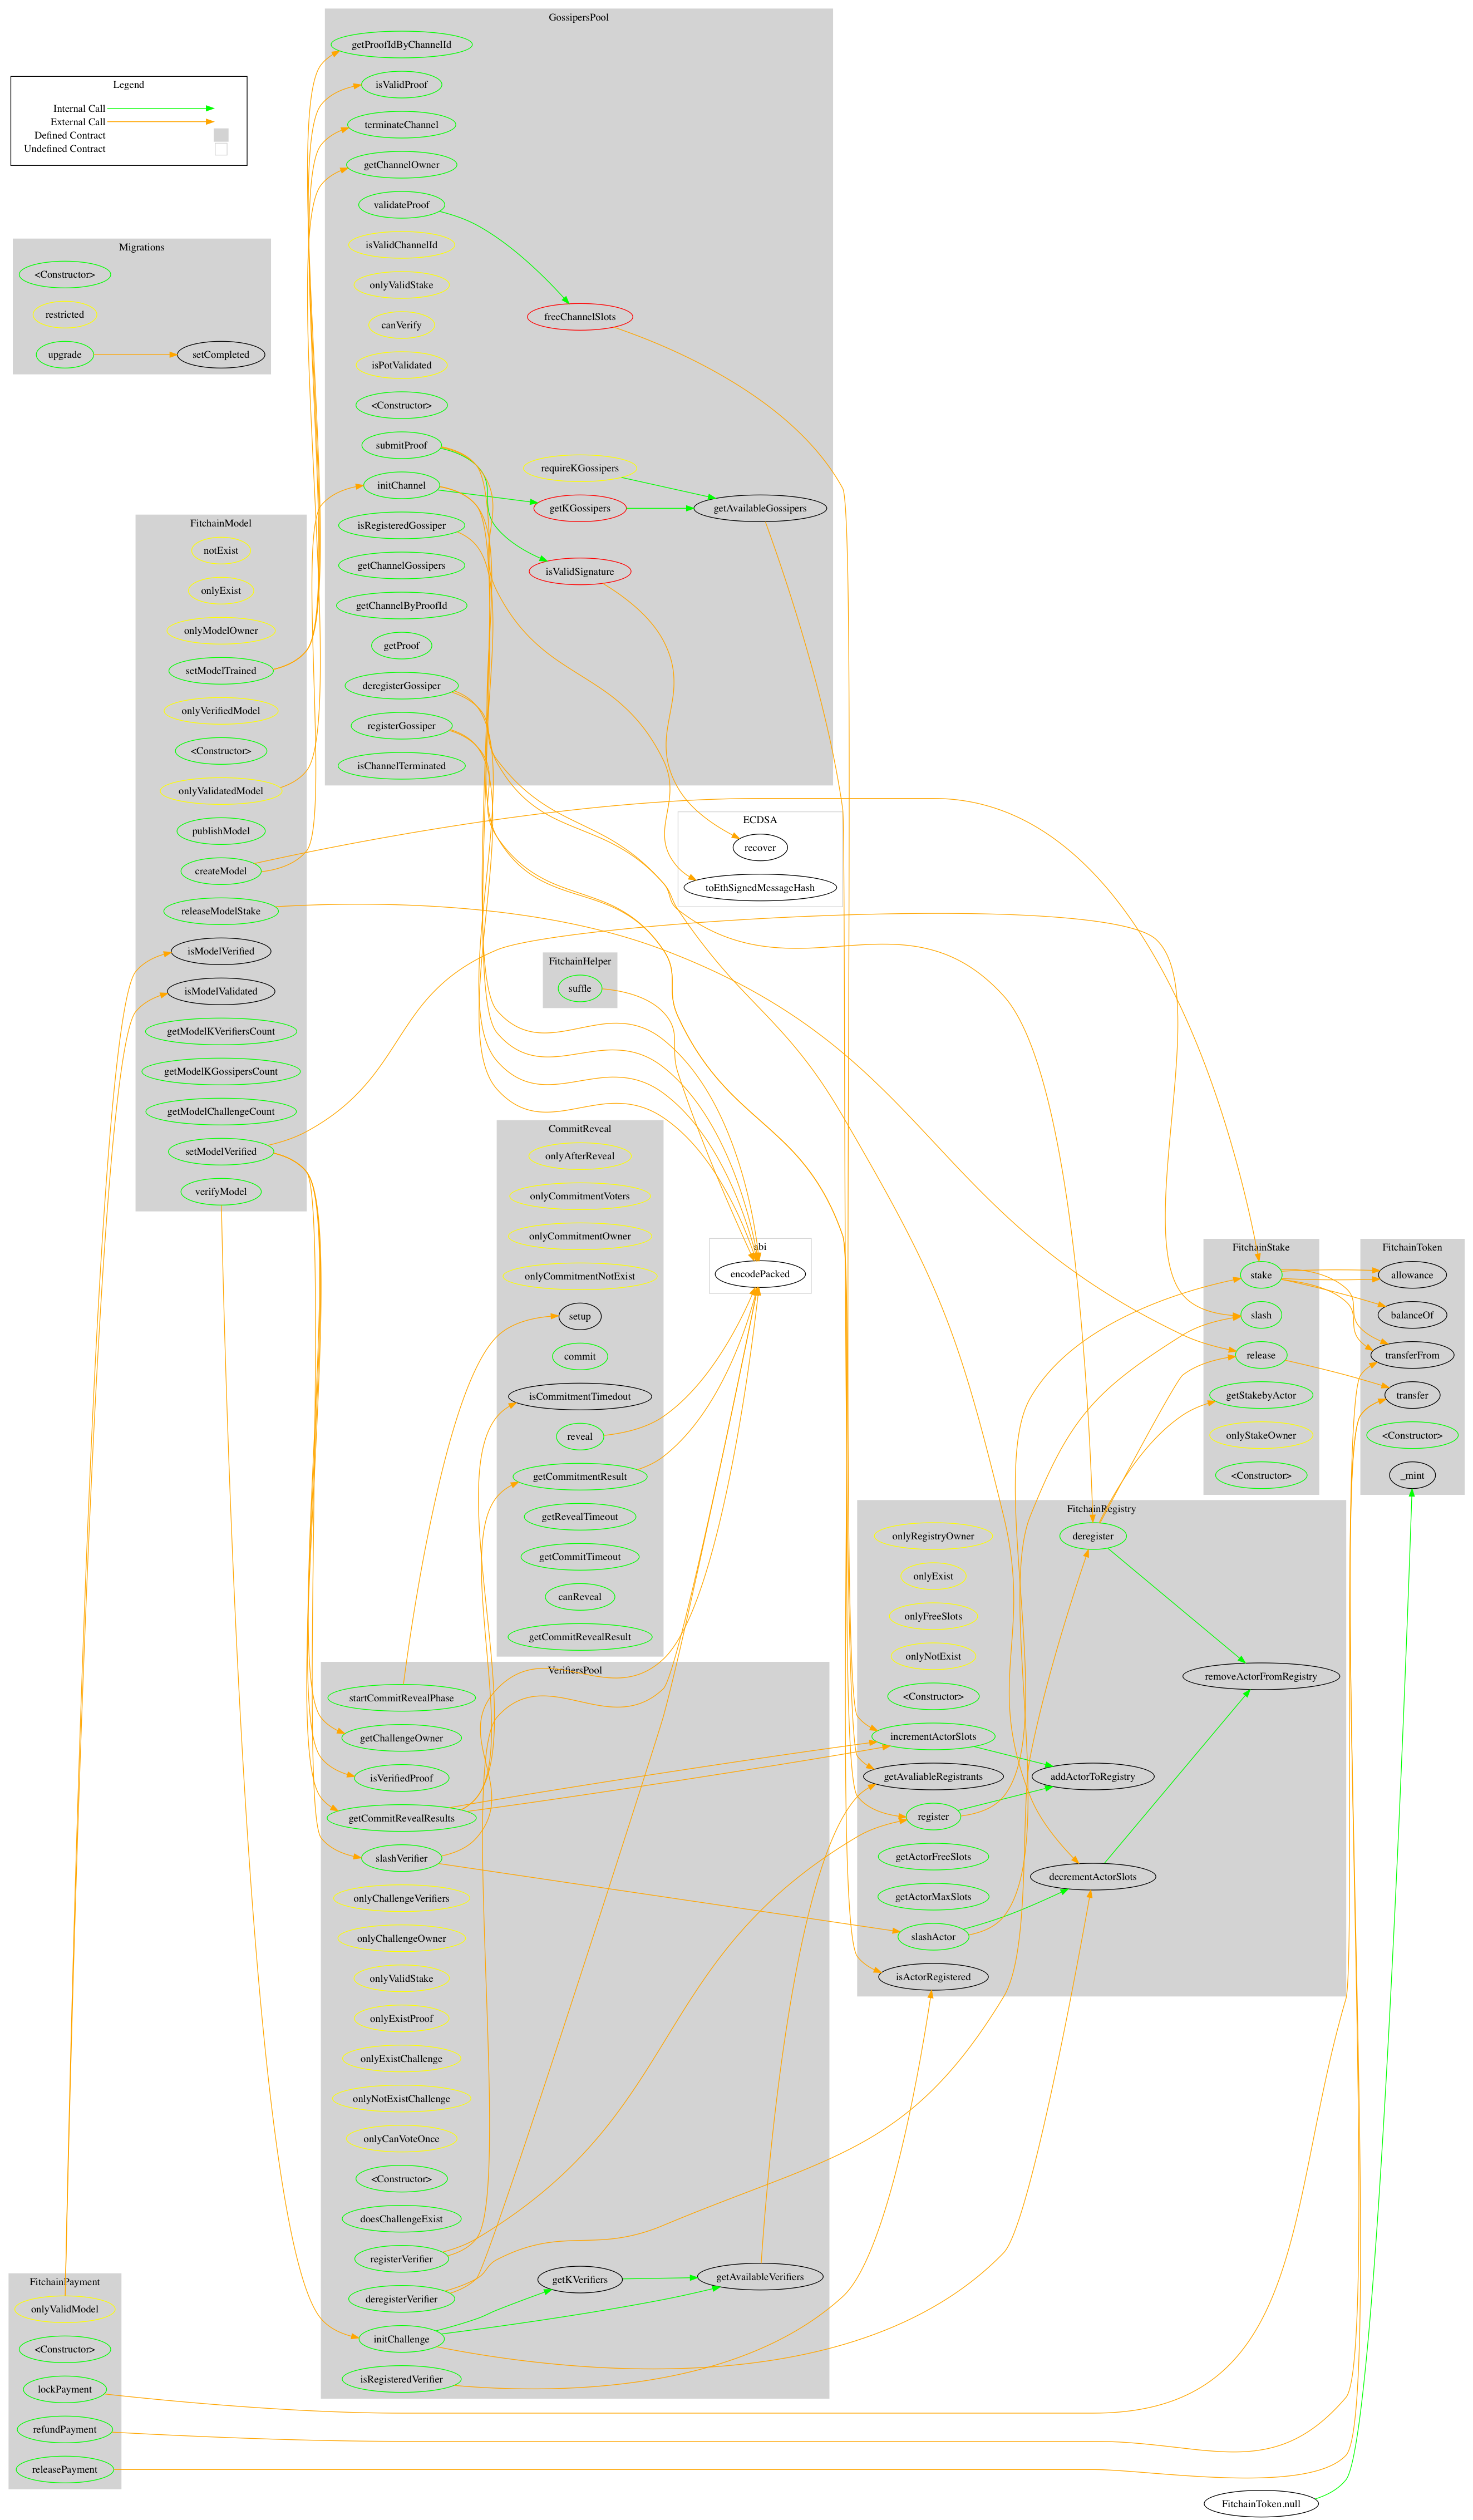 GossipersPool
getProofIdByChannelId
isValidProof
terminateChannel
getChannelOwner
validateProof
isValidChannelId
onlyValidStake
canVerify
isPotValidated
<Constructor>
submitProof
initChannel
isRegisteredGossiper
getChannelGossipers
getChannelByProofId
getProof
deregisterGossiper
registerGossiper
isChannelTerminated
freeChannelSlots
requireKGossipers
getKGossipers
isValidSignature
getAvailableGossipers
Legend
Internal Call
External Call
Defined Contract
Undefined Contract
Migrations
<Constructor>
restricted
upgrade
setCompleted
FitchainModel
notExist
onlyExist
onlyModelOwner
setModelTrained
onlyVerifiedModel
<Constructor>
onlyValidatedModel
publishModel
createModel
releaseModelStake
isModelVerified
isModelValidated
getModelKVerifiersCount
getModelKGossipersCount
getModelChallengeCount
setModelVerified
verifyModel
ECDSA
recover
toEthSignedMessageHash
FitchainHelper
suffle
CommitReveal
onlyAfterReveal
onlyCommitmentVoters
onlyCommitmentOwner
onlyCommitmentNotExist
setup
commit
isCommitmentTimedout
reveal
getCommitmentResult
getRevealTimeout
getCommitTimeout
canReveal
getCommitRevealResult
abi
encodePacked
FitchainStake
stake
slash
release
getStakebyActor
onlyStakeOwner
<Constructor>
FitchainToken
allowance
balanceOf
transferFrom
transfer
<Constructor>
_mint
FitchainRegistry
onlyRegistryOwner
onlyExist
onlyFreeSlots
onlyNotExist
<Constructor>
incrementActorSlots
getAvaliableRegistrants
register
getActorFreeSlots
getActorMaxSlots
slashActor
isActorRegistered
deregister
addActorToRegistry
decrementActorSlots
removeActorFromRegistry
VerifiersPool
startCommitRevealPhase
getChallengeOwner
isVerifiedProof
getCommitRevealResults
slashVerifier
onlyChallengeVerifiers
onlyChallengeOwner
onlyValidStake
onlyExistProof
onlyExistChallenge
onlyNotExistChallenge
onlyCanVoteOnce
<Constructor>
doesChallengeExist
registerVerifier
deregisterVerifier
initChallenge
isRegisteredVerifier
getKVerifiers
getAvailableVerifiers
FitchainPayment
onlyValidModel
<Constructor>
lockPayment
refundPayment
releasePayment
FitchainToken.null